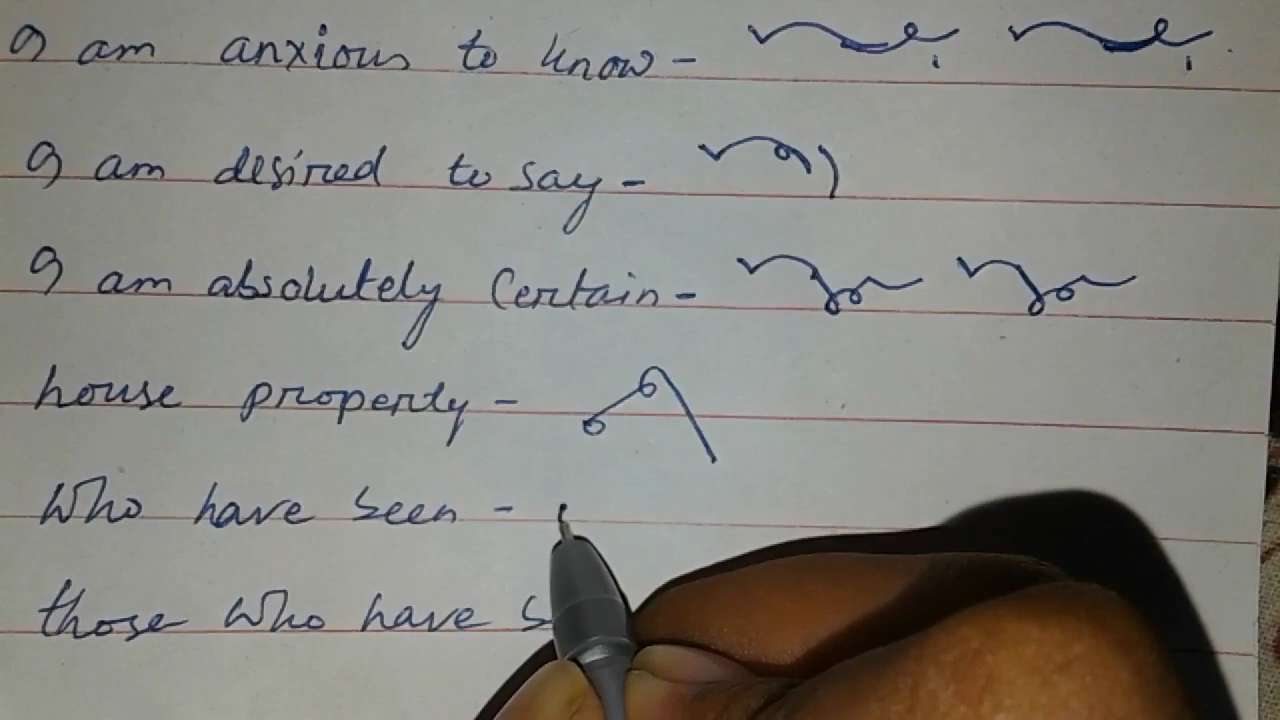 I am anxious to know -
I am desired to say -
I am absolutely Certain -
house property -
Who have seen -
those who have